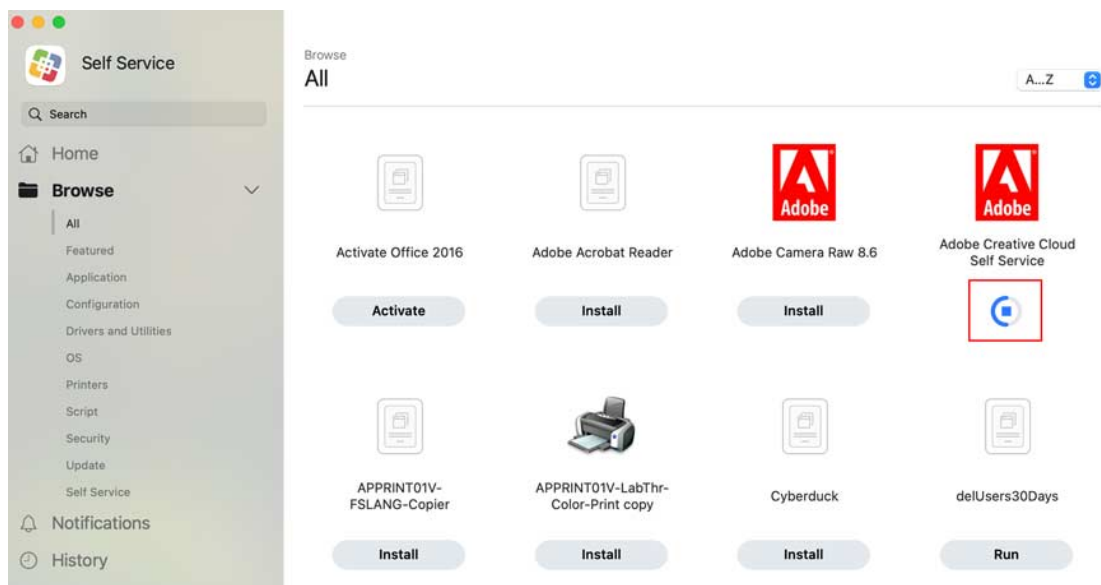 Self Service
Search
Home
Browse
All
Featured
Application
Configuration
Drivers and Utilities
OS
Printers
Script
Security
Update
Self Service
Notifications
History
Browse
All
A...Z
Adobe
Adobe
Activate Office 2016
Adobe Acrobat Reader
Adobe Camera Raw 8.6
Adobe Creative Cloud
Self Service
Activate
Install
Install
APPRINT01V-
FSLANG-Copier
APPRINT01V-LabThr-
Color-Print copy
Cyberduck
delUsers30Days
Install
Install
Install
Run